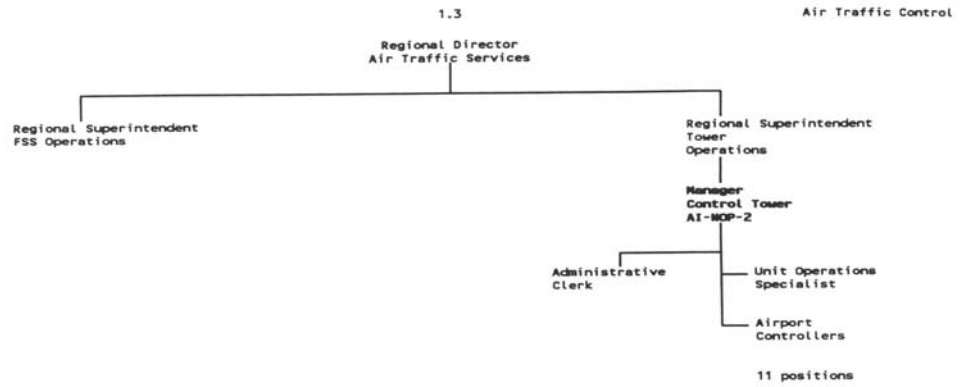 1.3
Air Traffic Control
Regional Director
Air Traffic Services
Regional Superintendent
FSS Operations
Regional Superintendent
Tower
Operations
Manager
Control Tower
AI-NOP-2
Administrative
Clerk
Unit Operations
Specialist
Airport
Controllers
11 positions